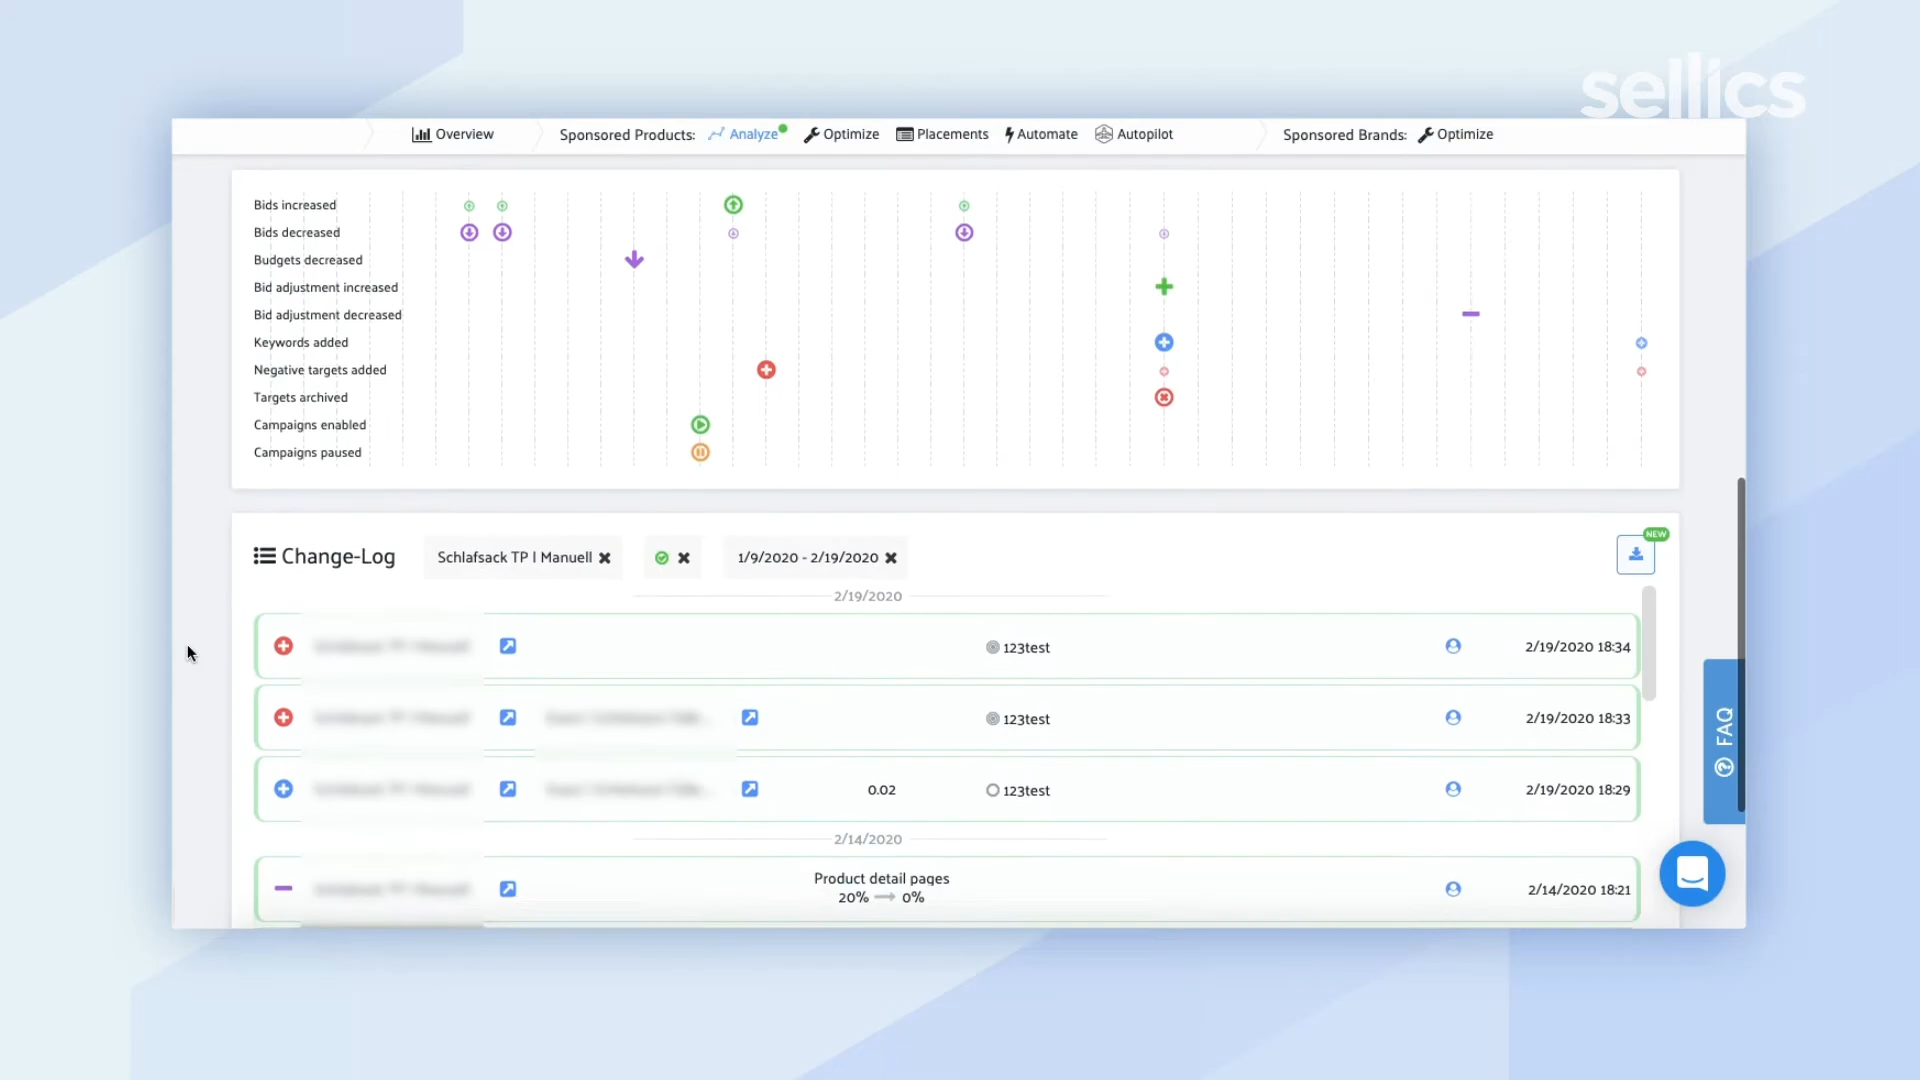 sellics
Overview
Sponsored Products:
Analyze
Optimize
Placements
Automate
Autopilot
Sponsored Brands:
Optimize
Bids increased
Bids decreased
Budgets decreased
Bid adjustment increased
Bid adjustment decreased
Keywords added
Negative targets added
Targets archived
Campaigns enabled
Campaigns paused
Change-Log
Schlafsack TP | Manuell
1/9/2020 - 2/19/2020
NEW
2/19/2020
123test
2/19/2020 18:34
123test
2/19/2020 18:33
0.02
123test
2/19/2020 18:29
2/14/2020
Product detail pages
20% → 0%
2/14/2020 18:21
FAQ